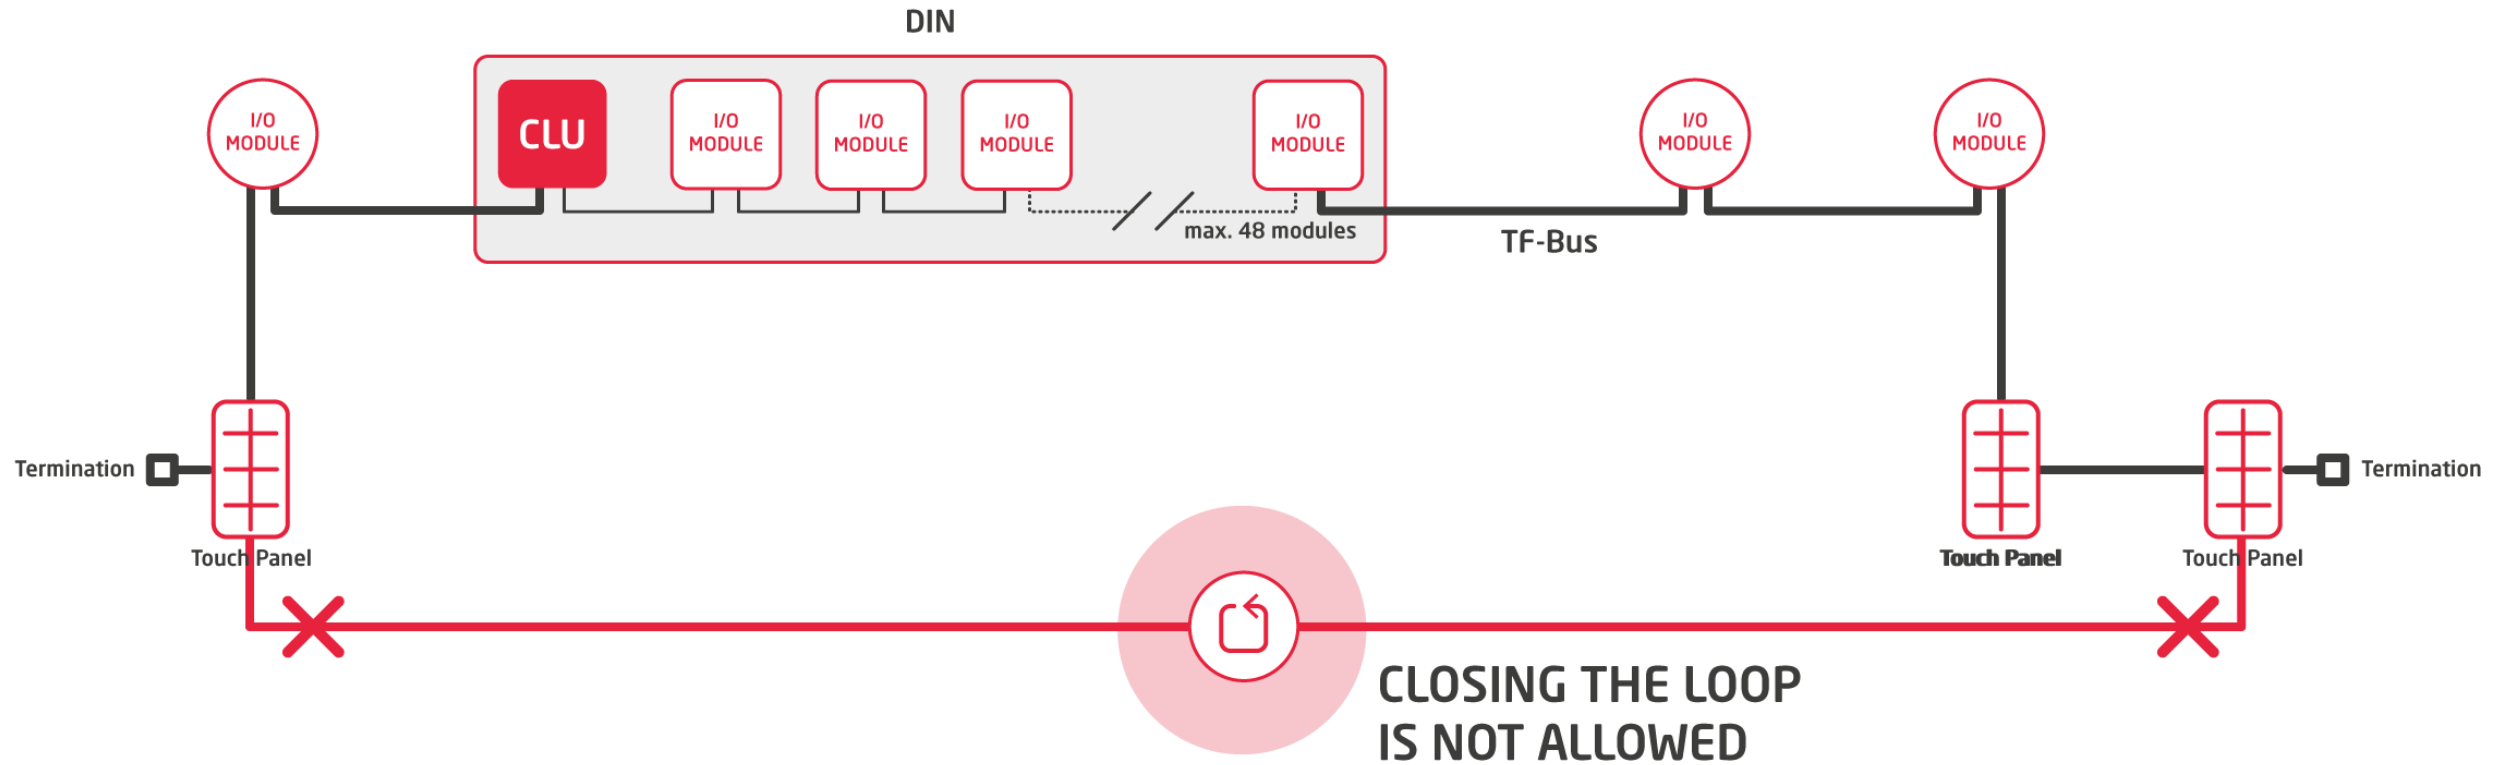 DIN
I/O
MODULE
CLU
I/O
MODULE
I/O
MODULE
I/O
MODULE
I/O
MODULE
I/O
MODULE
I/O
MODULE
max. 48 modules
TF-Bus
Termination
Termination
Touch Panel
Touch Panel
Touch Panel
CLOSING THE LOOP
IS NOT ALLOWED